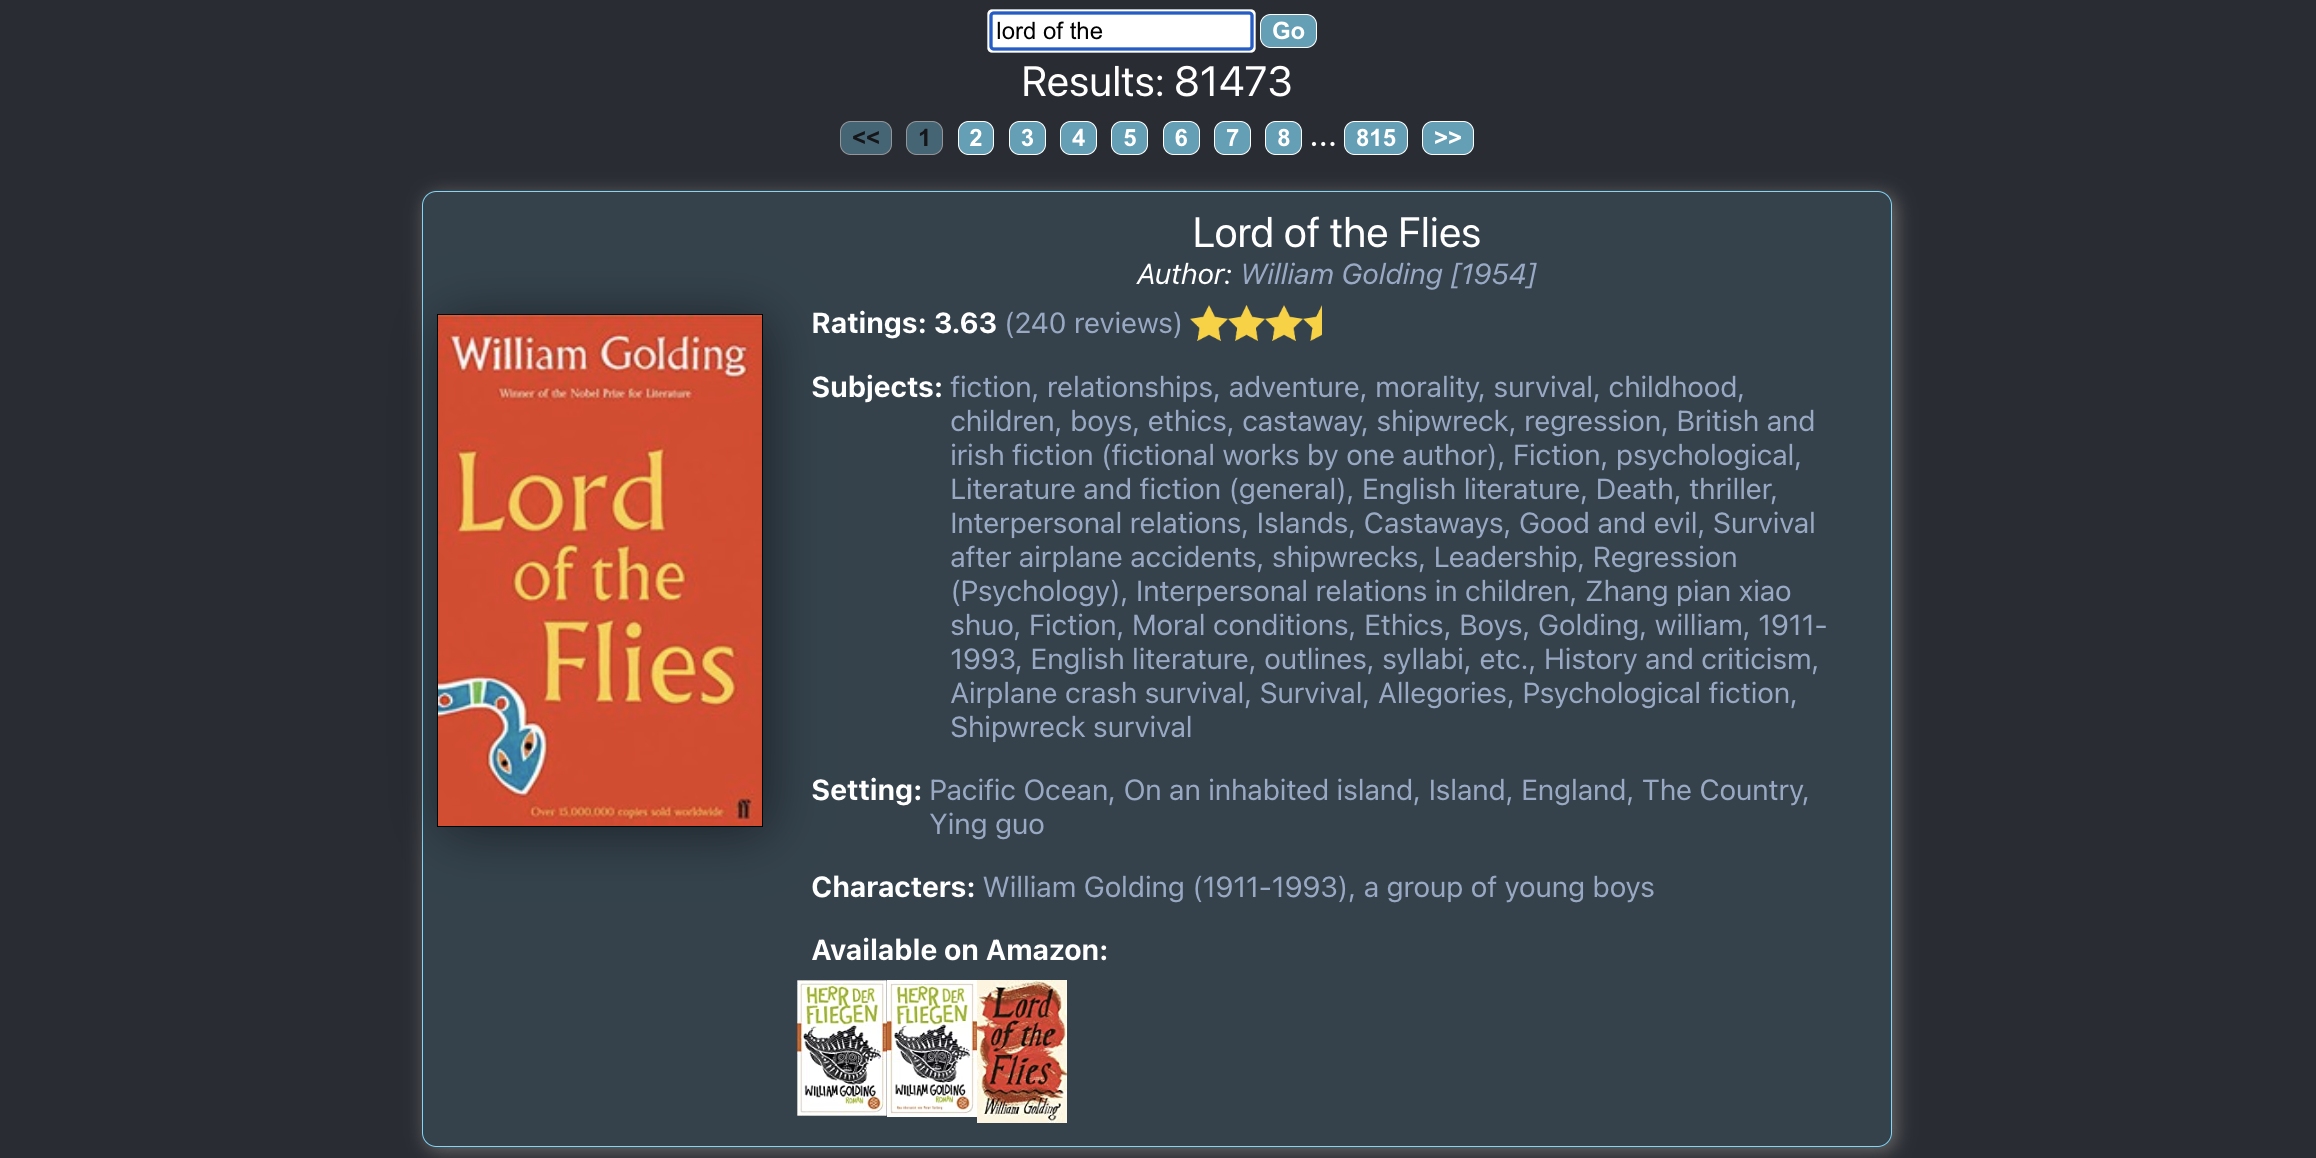 lord of the Go
Results: 81473
<< 1 2 3 4 5 6 7 8 ... 815 >>
Lord of the Flies
Author: William Golding [1954]
Ratings: 3.63 (240 reviews)
Subjects: fiction, relationships, adventure, morality, survival, childhood,
children, boys, ethics, castaway, shipwreck, regression, British and
irish fiction (fictional works by one author), Fiction, psychological,
Literature and fiction (general), English literature, Death, thriller,
Interpersonal relations, Islands, Castaways, Good and evil, Survival
after airplane accidents, shipwrecks, Leadership, Regression
(Psychology), Interpersonal relations in children, Zhang pian xiao
shuo, Fiction, Moral conditions, Ethics, Boys, Golding, william, 1911-
1993, English literature, outlines, syllabi, etc., History and criticism,
Airplane crash survival, Survival, Allegories, Psychological fiction,
Shipwreck survival
Setting: Pacific Ocean, On an inhabited island, Island, England, The Country,
Ying guo
Characters: William Golding (1911-1993), a group of young boys
Available on Amazon:
William Golding
Winner of the Nobel Prize for Literature
Lord
of the
Flies
Over 15,000,000 copies sold worldwide ff
HERR DER
FLIEGEN
WILLIAM GOLDING
ROMAN
HERR DER
FLIEGEN
WILLIAM GOLDING
ROMAN
Lord
of the
Flies
William Golding